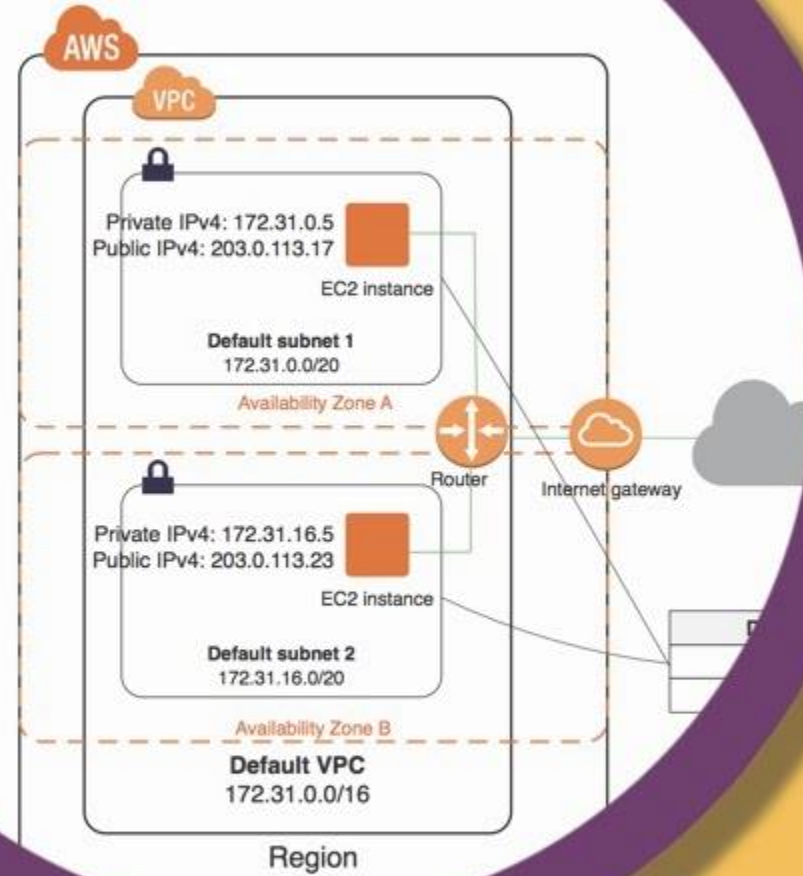 AWS
VPC
Private IPv4: 172.31.0.5
Public IPv4: 203.0.113.17
EC2 instance
Default subnet 1
172.31.0.0/20
Availability Zone A
Router
Internet gateway
Private IPv4: 172.31.16.5
Public IPv4: 203.0.113.23
EC2 instance
Default subnet 2
172.31.16.0/20
Availability Zone B
Default VPC
172.31.0.0/16
Region